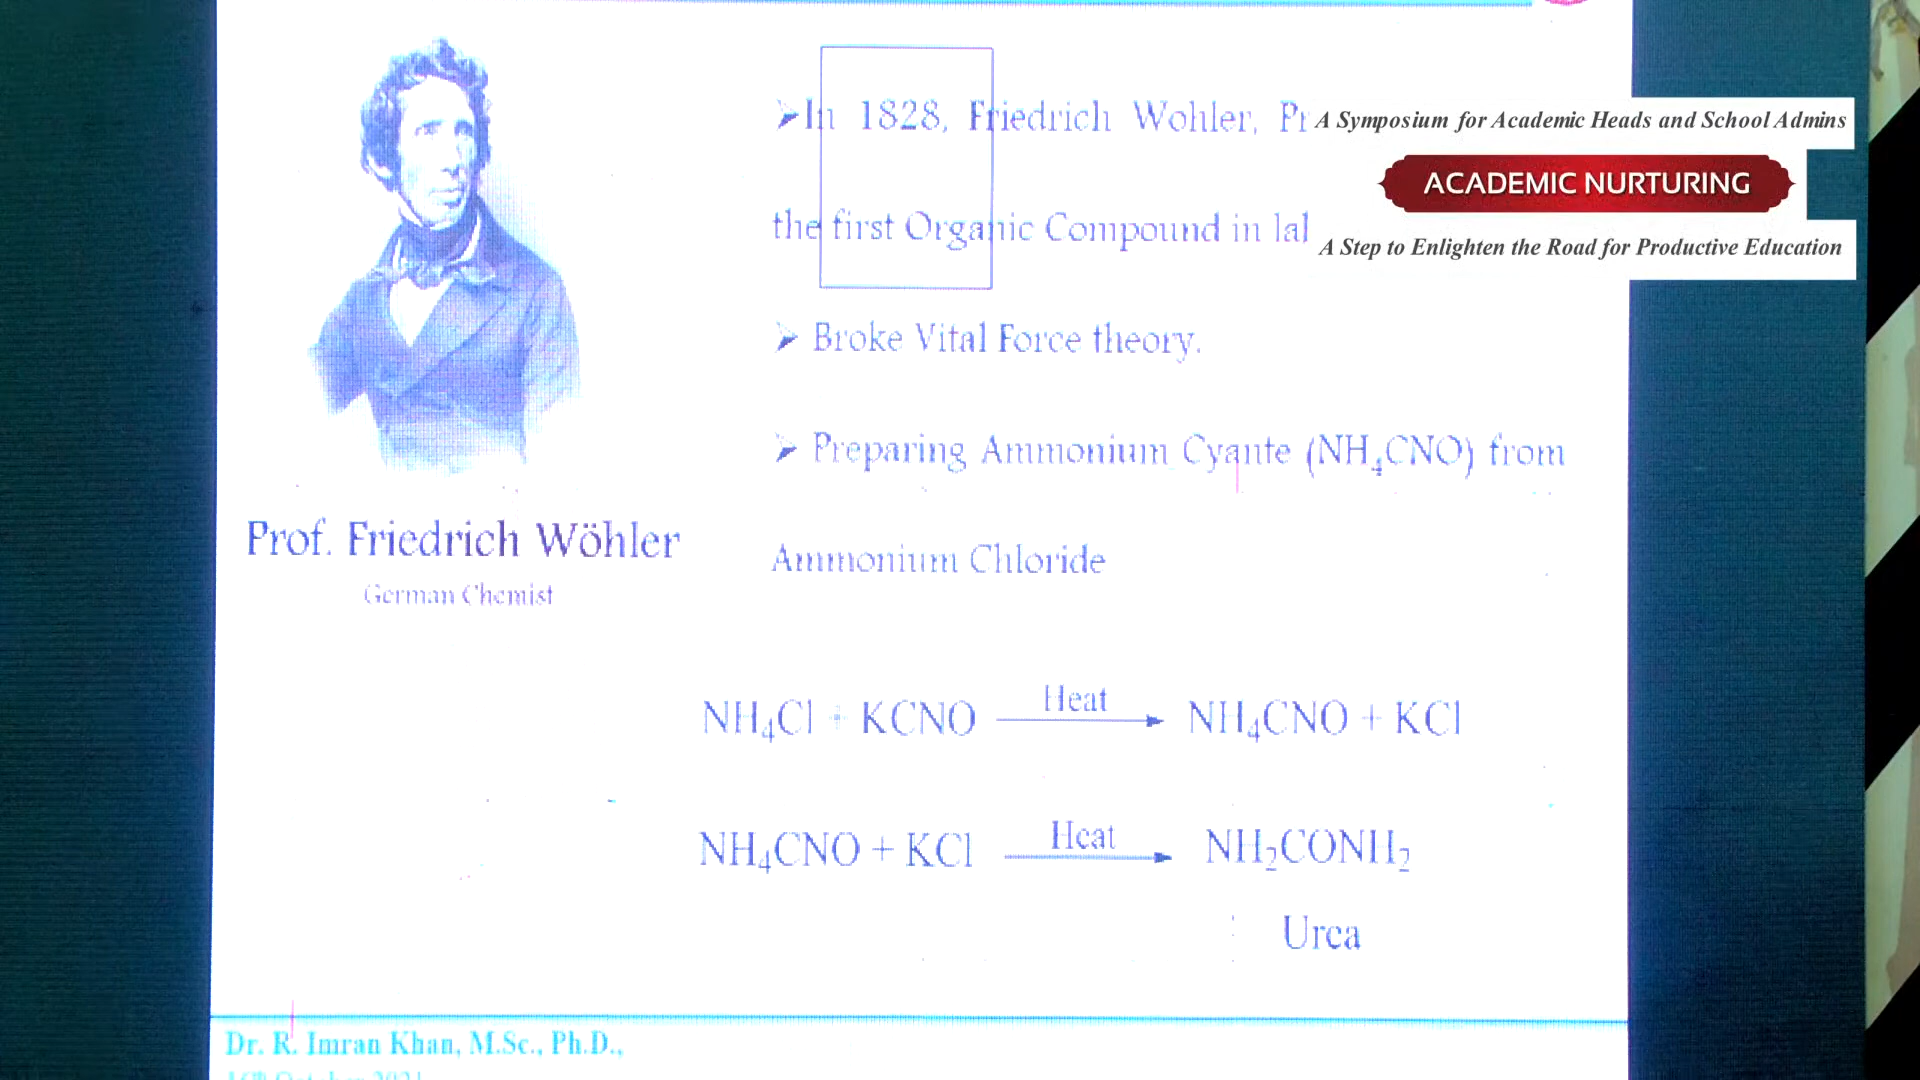 ➤In 1828, Friedrich Wohler, Pr
the first Organic Compound in
➤ Broke Vital Force theory.
➤ Preparing Ammonium Cyante (NH₄CNO) from
Ammonium Chloride
A Symposium for Academic Heads and School Admins
ACADEMIC NURTURING
A Step to Enlighten the Road for Productive Education
Prof. Friedrich Wöhler
German Chemist
NH₄Cl + KCNO Heat NH₄CNO + KCl
NH₄CNO + KCl Heat NH₂CONH₂
Urea
Dr. R. Imran Khan, M.Sc., Ph.D.,